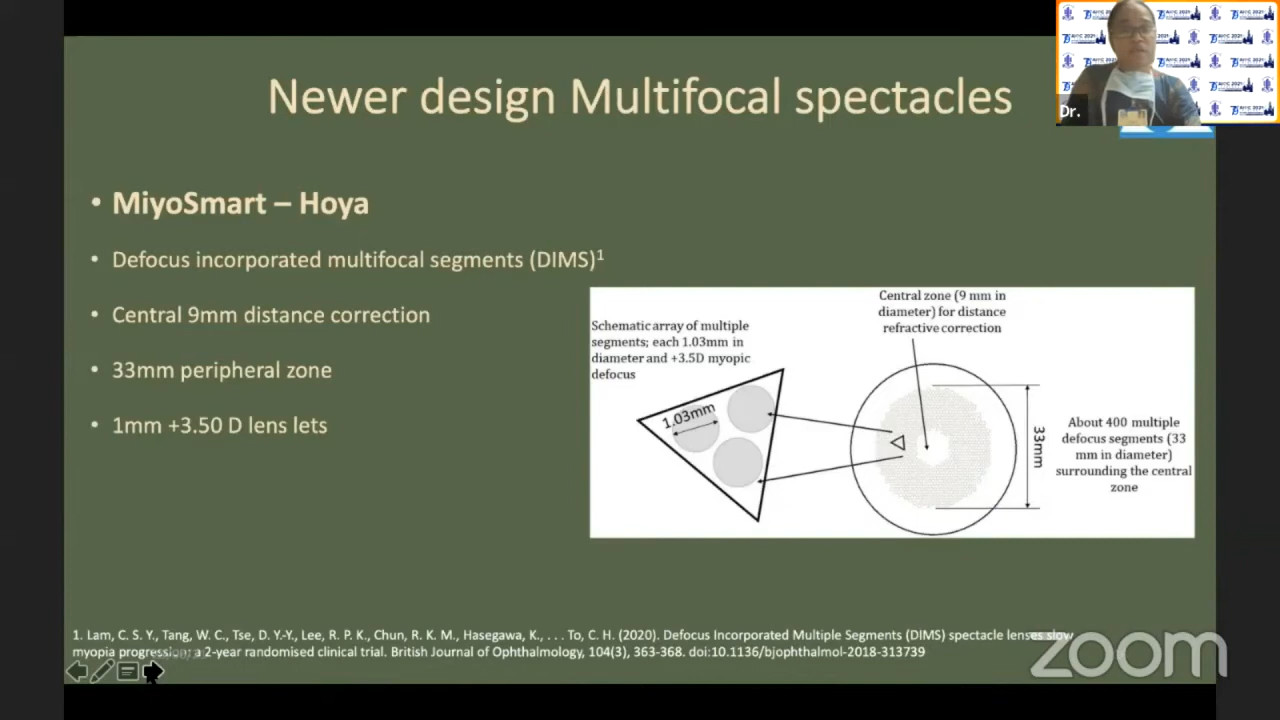 Newer design Multifocal spectacles
Dr.
• MiyoSmart – Hoya
• Defocus incorporated multifocal segments (DIMS)1
• Central 9mm distance correction
• 33mm peripheral zone
• 1mm +3.50 D lens lets
Schematic array of multiple
segments; each 1.03mm in
diameter and +3.5D myopic
defocus
1.03mm
Central zone (9 mm in
diameter) for distance
refractive correction
33mm
About 400 multiple
defocus segments (33
mm in diameter)
surrounding the central
zone
1. Lam, C. S. Y., Tang, W. C., Tse, D. Y.-Y., Lee, R. P. K., Chun, R. K. M., Hasegawa, K., . . . To, C. H. (2020). Defocus Incorporated Multiple Segments (DIMS) spectacle lenses slow
myopia progression: a 2-year randomised clinical trial. British Journal of Ophthalmology, 104(3), 363-368. doi:10.1136/bjophthalmol-2018-313739
zoom